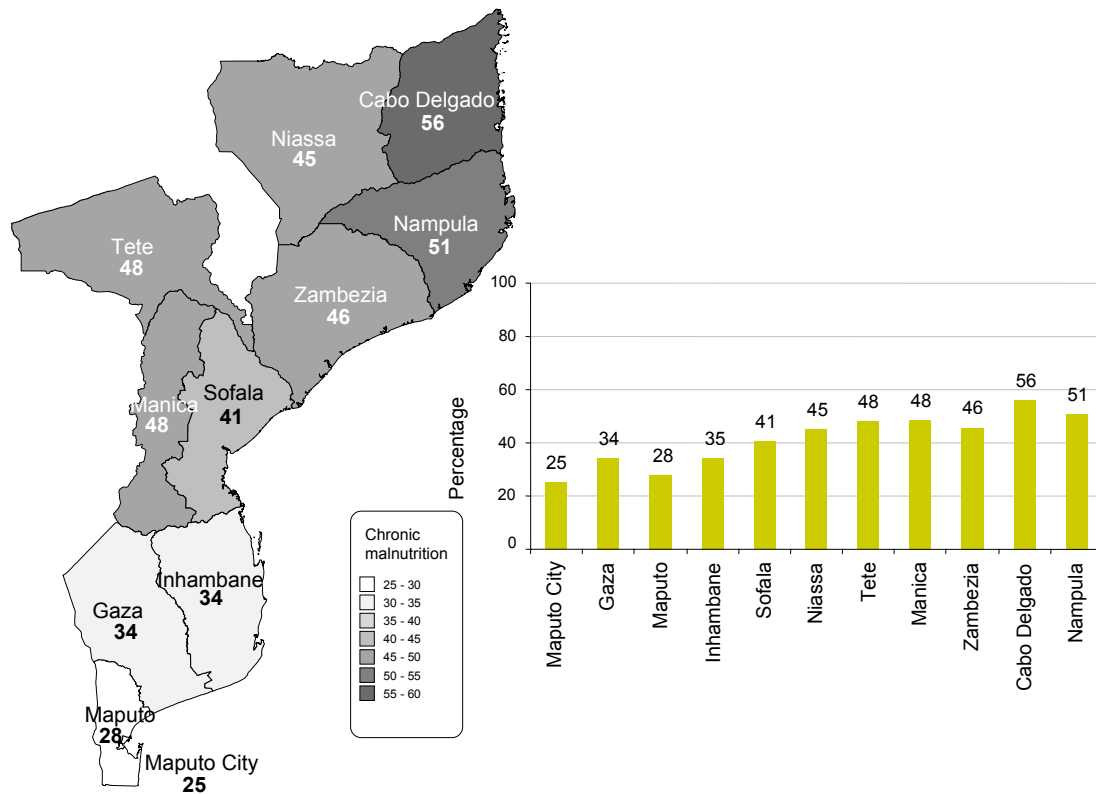 Cabo Delgado
56
Niassa
45
Nampula
51
Tete
48
Zambezia
46
Manica
48
Sofala
41
Inhambane
34
Gaza
34
Maputo
28
Maputo City
25
Chronic
malnutrition
25 - 30
30 - 35
35 - 40
40 - 45
45 - 50
50 - 55
55 - 60
Percentage
100
80
60
40
20
0
25
34
28
35
41
45
48
48
46
56
51
Maputo City
Gaza
Maputo
Inhambane
Sofala
Niassa
Tete
Manica
Zambezia
Cabo Delgado
Nampula